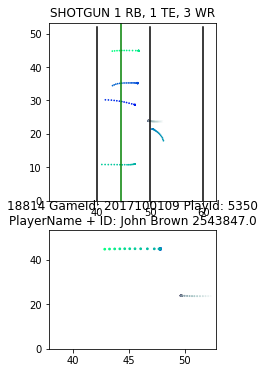 SHOTGUN 1 RB, 1 TE, 3 WR
50
40
30
20
10
0
40 50 60
18814 GameId: 2017100109 PlayId: 5350
PlayerName + ID: John Brown 2543847.0
40
20
0
40 45 50